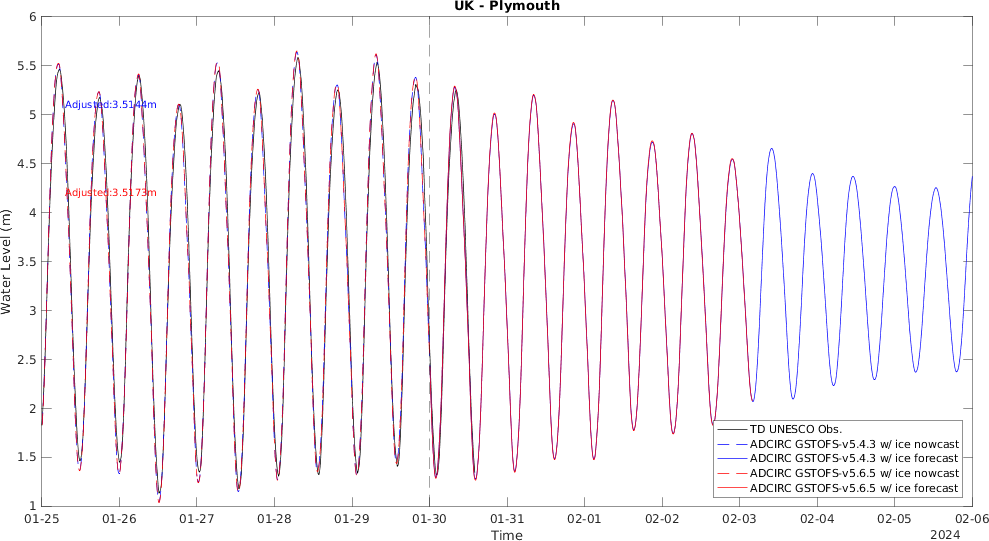 UK - Plymouth
6
5.5
5
4.5
4
3.5
3
2.5
2
1.5
1
Water Level (m)
Adjusted:3.5144m
Adjusted:3.5173m
TD UNESCO Obs.
ADCIRC GSTOFS-v5.4.3 w/ ice nowcast
ADCIRC GSTOFS-v5.4.3 w/ ice forecast
ADCIRC GSTOFS-v5.6.5 w/ ice nowcast
ADCIRC GSTOFS-v5.6.5 w/ ice forecast
01-25 01-26 01-27 01-28 01-29 01-30 01-31 02-01 02-02 02-03 02-04 02-05 02-06
Time
2024